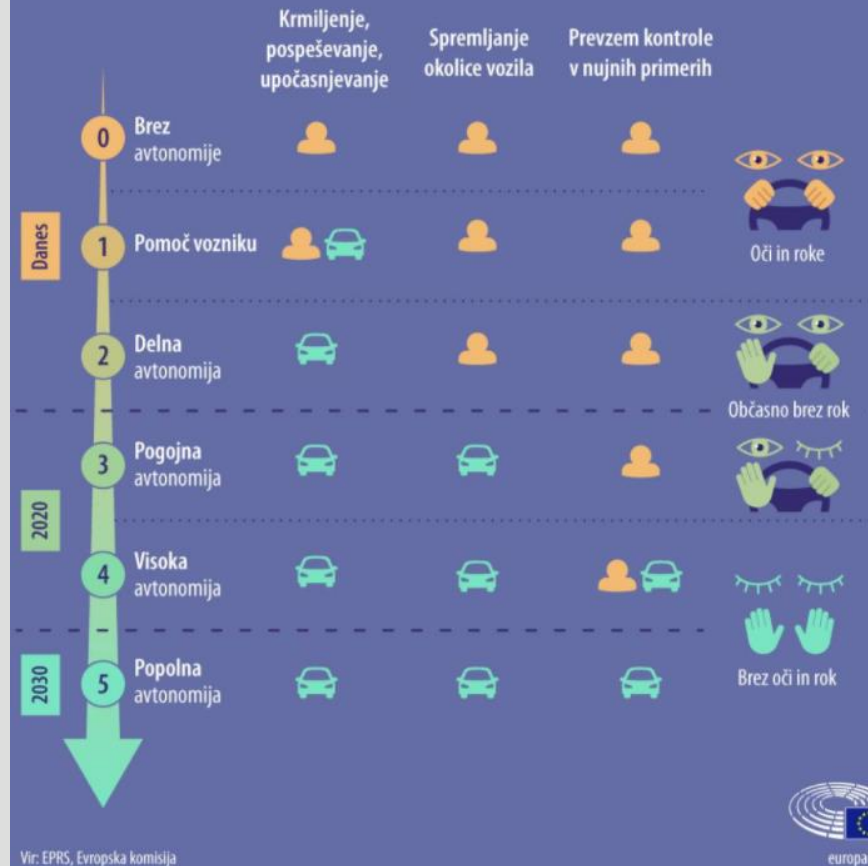 Krmiljenje,
pospeševanje,
upočasnjevanje
Spremljanje
okolice vozila
Prevzem kontrole
v nujnih primerih
Danes
0
Brez
avtonomije
1
Pomoč vozniku
Oči in roke
2
Delna
avtonomija
Občasno brez rok
2020
3
Pogojna
avtonomija
4
Visoka
avtonomija
2030
5
Popolna
avtonomija
Brez oči in rok
Vir: EPRS, Evropska komisija
europa